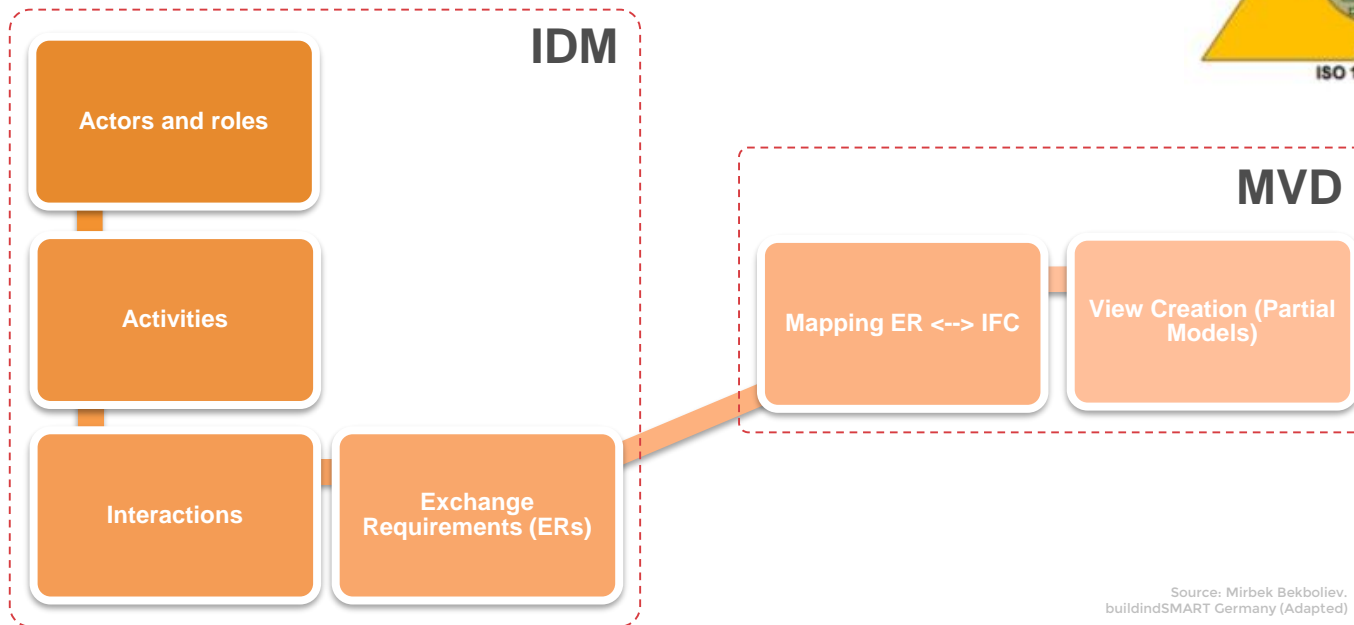 IDM
Actors and roles
ISO 1
MVD
Activities
Mapping ER <--> IFC
View Creation (Partial
Models)
Interactions
Exchange
Requirements (ERs)
Source: Mirbek Bekboliev.
buildindSMART Germany (Adapted)